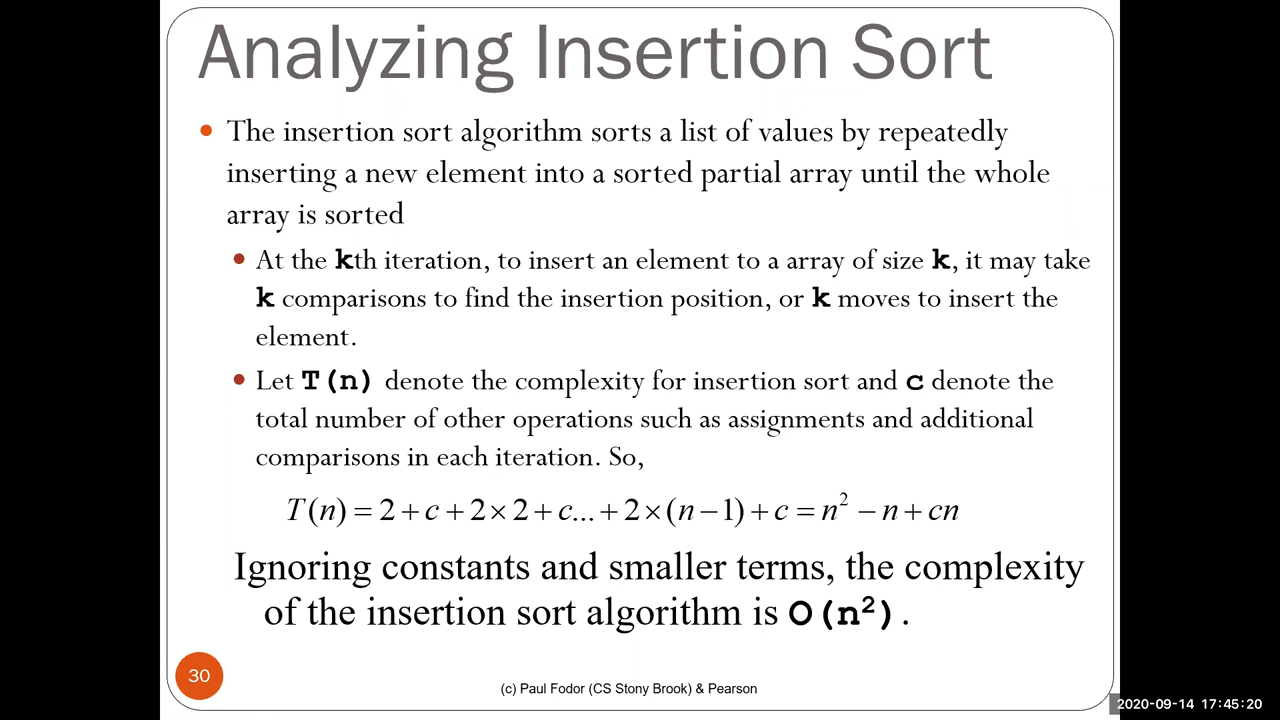 Analyzing Insertion Sort
• The insertion sort algorithm sorts a list of values by repeatedly
inserting a new element into a sorted partial array until the whole
array is sorted
• At the kth iteration, to insert an element to a array of size k, it may take
k comparisons to find the insertion position, or k moves to insert the
element.
• Let T(n) denote the complexity for insertion sort and c denote the
total number of other operations such as assignments and additional
comparisons in each iteration. So,
T(n) = 2 + c + 2 × 2 + c... + 2 × (n − 1) + c = n² − n + cn
Ignoring constants and smaller terms, the complexity
of the insertion sort algorithm is O(n²).
30
(c) Paul Fodor (CS Stony Brook) & Pearson
2020-09-14 17:45:20